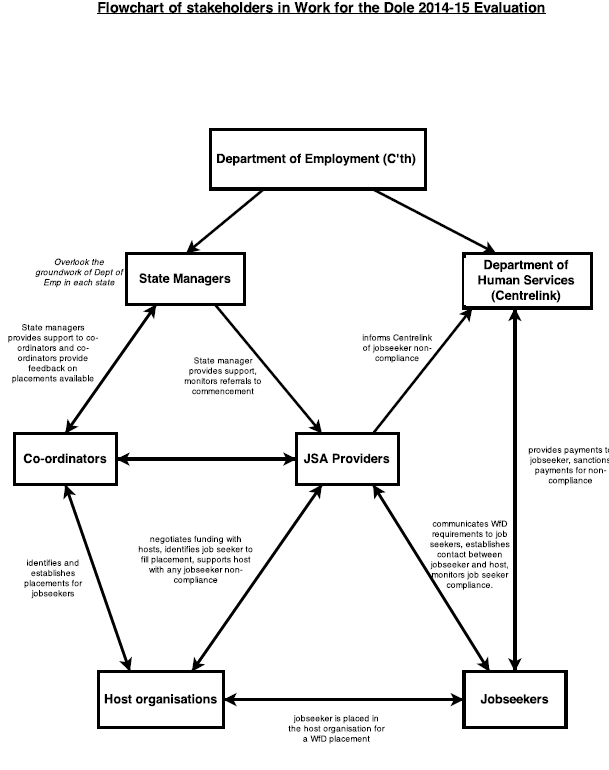 Flowchart of stakeholders in Work for the Dole 2014-15 Evaluation
Department of Employment (C'th)
Overlook the
groundwork of Dept of
Emp in each state
State Managers
Department of
Human Services
(Centrelink)
State managers
provides support to co-
ordinators and co-
ordinators provide
feedback on
placements available
State manager
provides support,
monitors referrals to
commencement
informs Centrelink
of jobseeker non-
compliance
Co-ordinators
JSA Providers
provides payments to
jobseeker, sanctions
payments for non-
compliance
negotiates funding with
hosts, identifies job seeker to
fill placement, supports host
with any jobseeker non-
compliance
communicates WfD
requirements to job
seekers, establishes
contact between
jobseeker and host,
monitors job seeker
compliance.
identifies and
establishes
placements for
jobseekers
Host organisations
Jobseekers
jobseeker is placed in
the host organisation for
a WfD placement